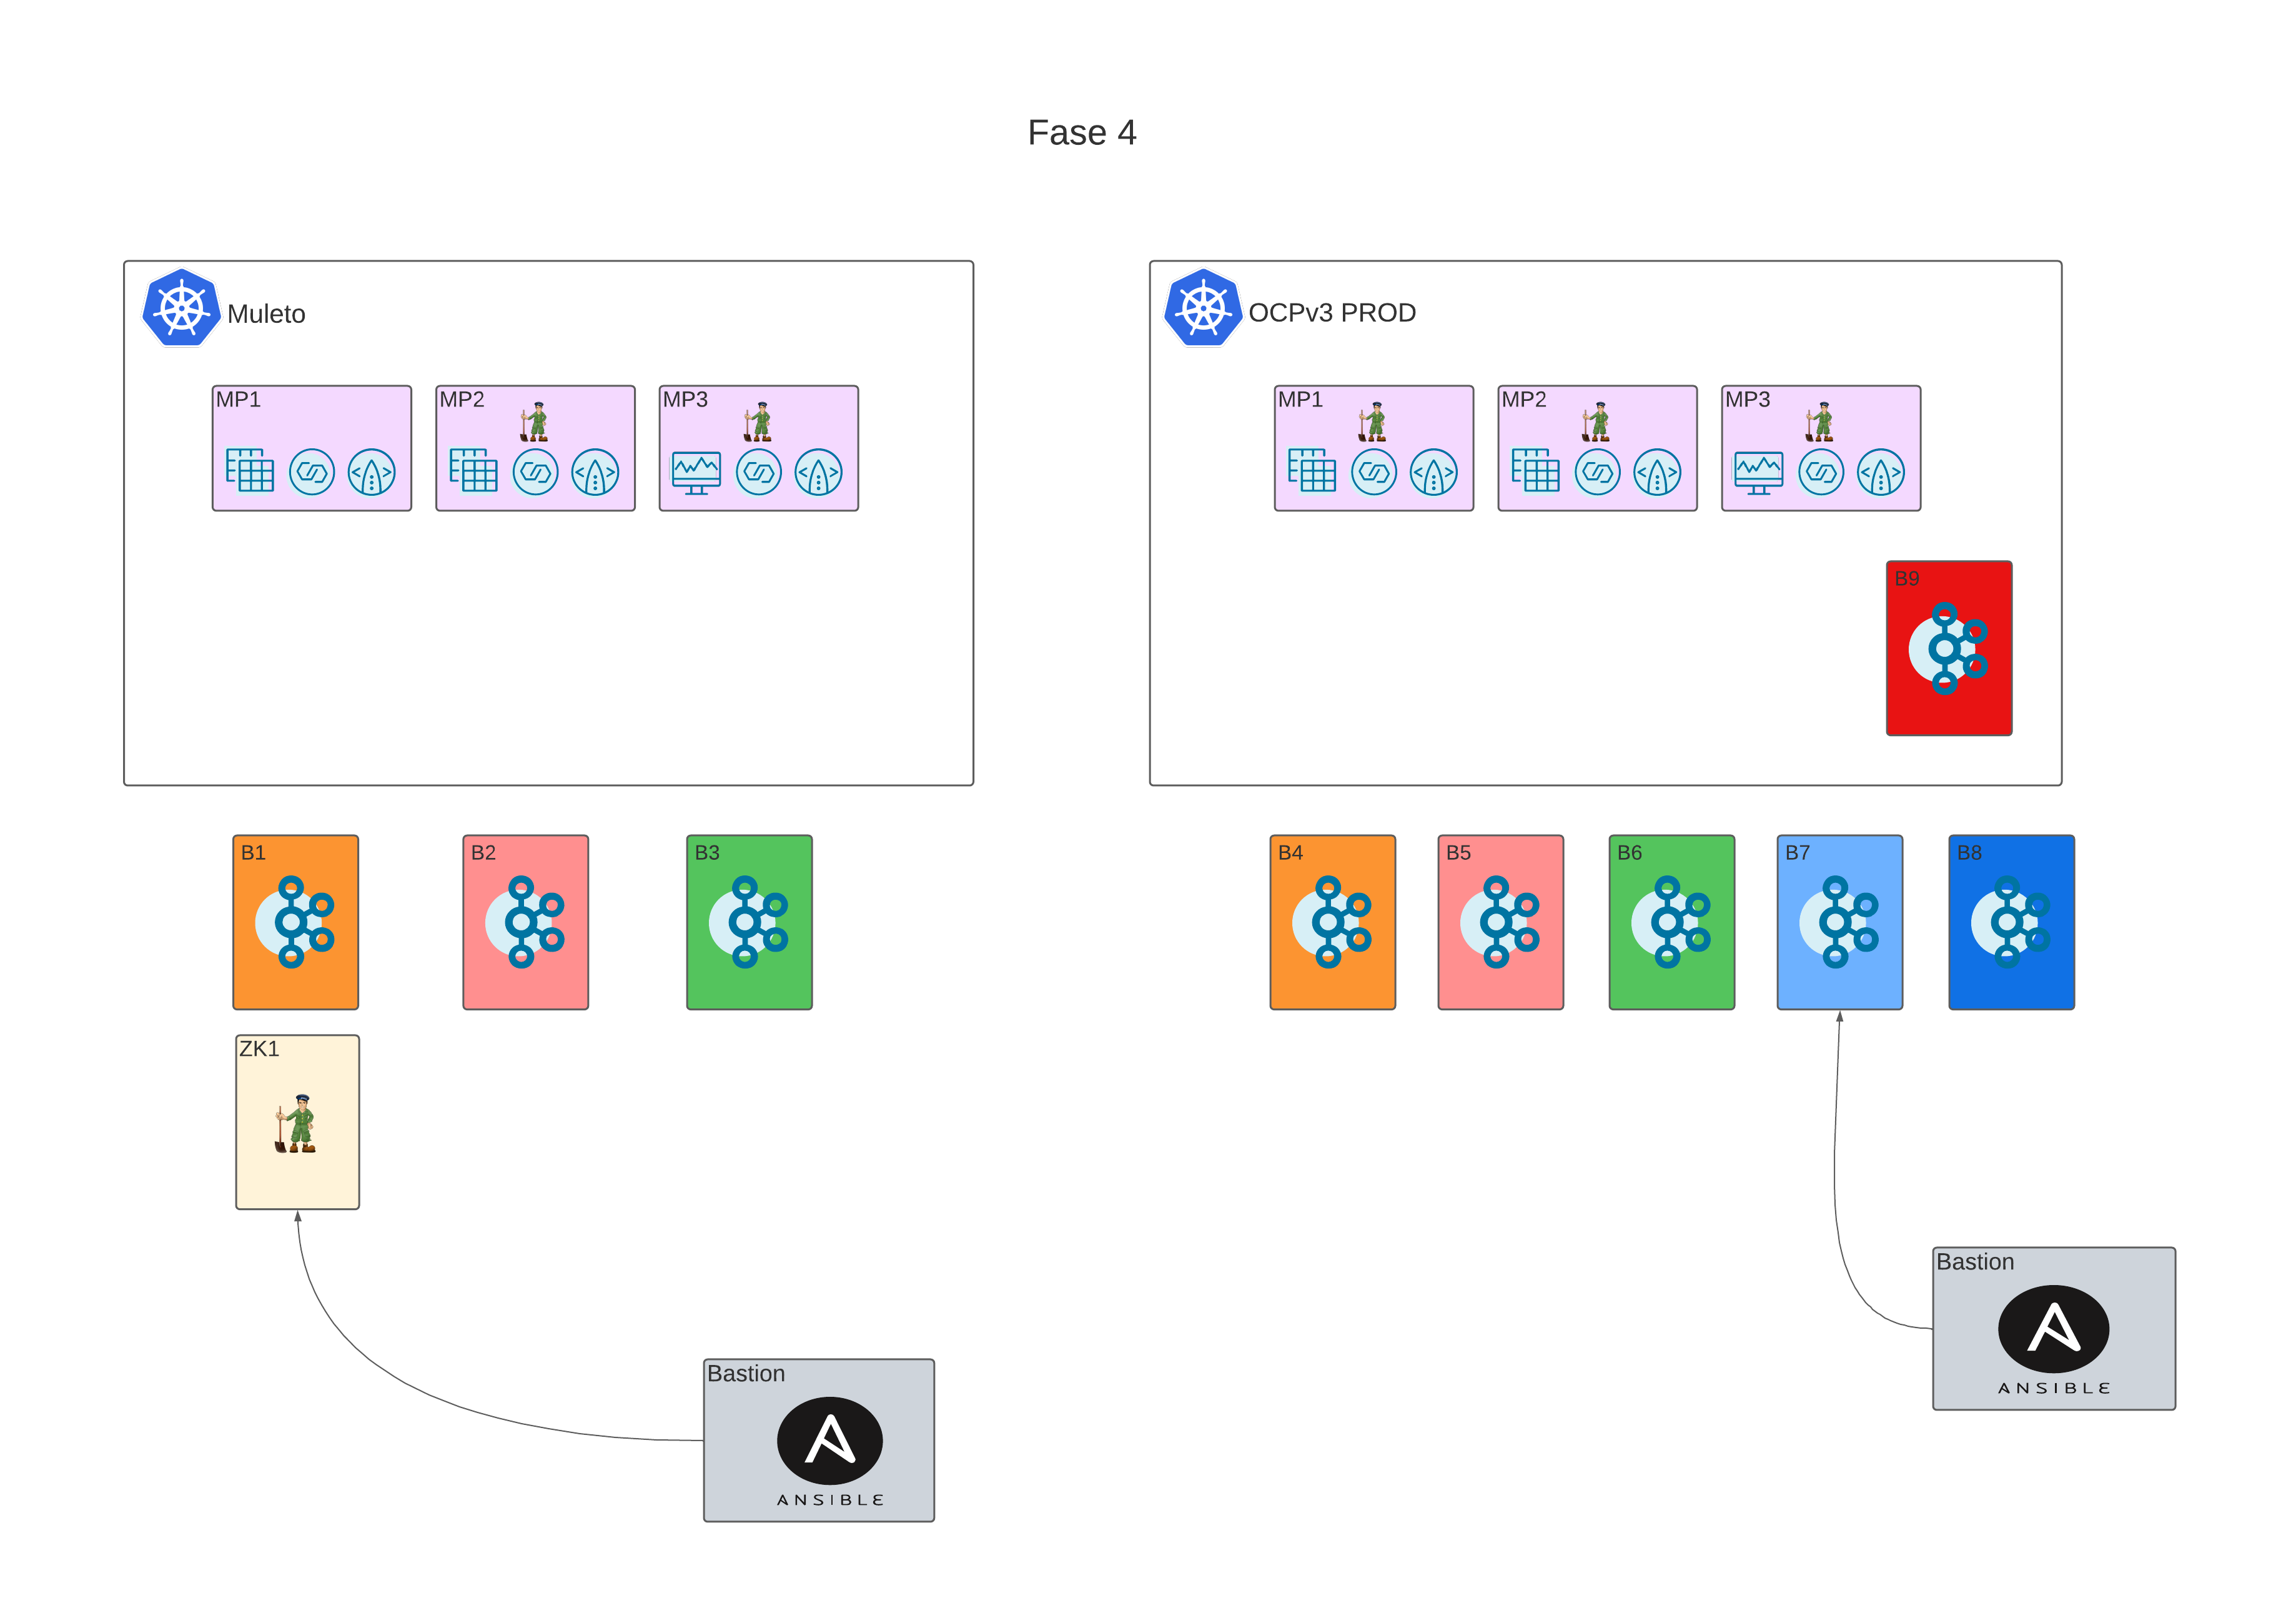 Fase 4
Muleto
MP1
MP2
MP3
OCPv3 PROD
MP1
MP2
MP3
B9
B1
B2
B3
B4
B5
B6
B7
B8
ZK1
Bastion
ANSIBLE
Bastion
ANSIBLE